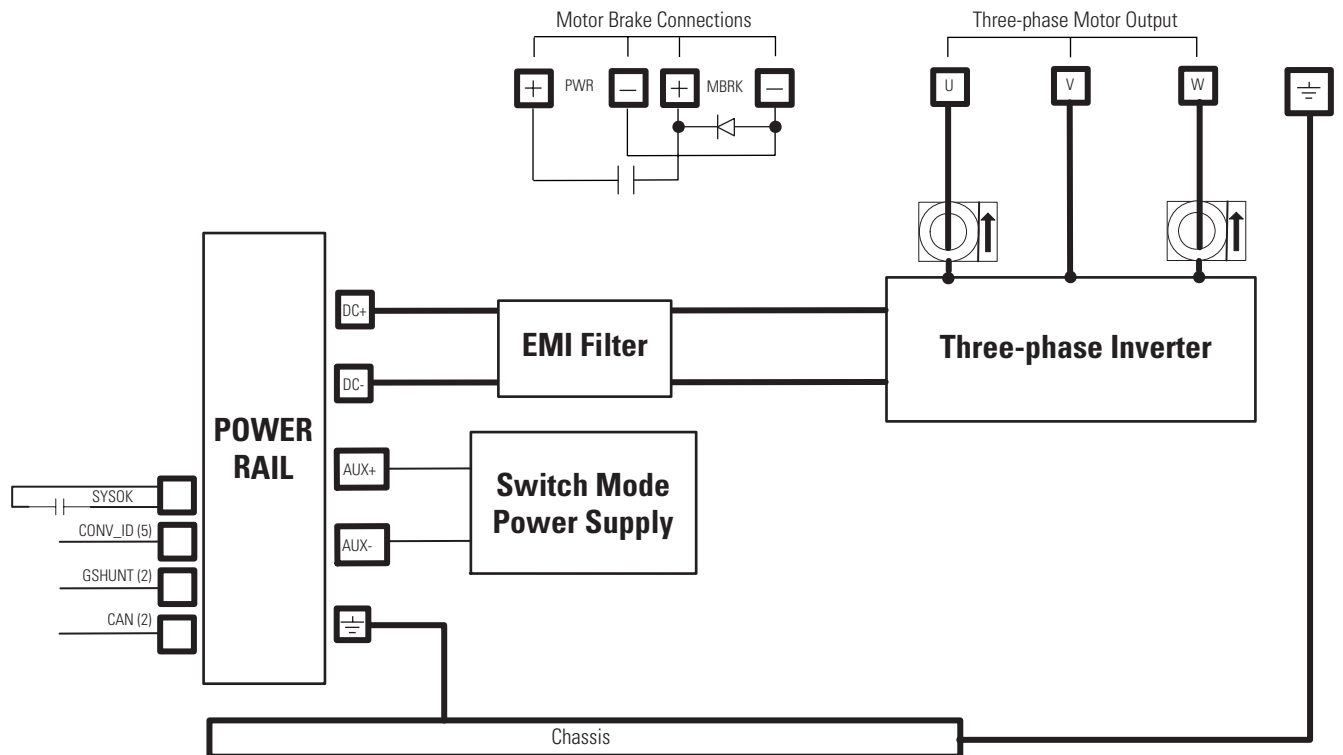 Motor Brake Connections
Three-phase Motor Output
+ PWR − + MBRK −
U
V
W
DC+
EMI Filter
Three-phase Inverter
DC-
POWER
RAIL
AUX+
Switch Mode
Power Supply
SYSOK
CONV_ID (5)
AUX-
GSHUNT (2)
CAN (2)
Chassis